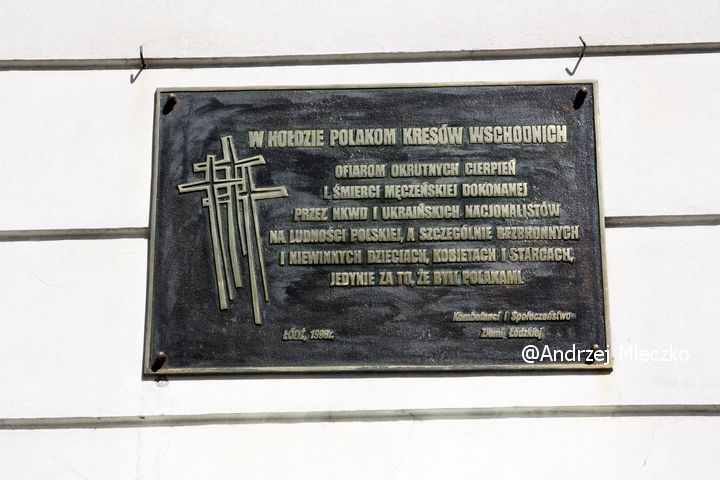 W HOŁDZIE POLAKOM KRESÓW WSCHODNICH
OFIAROM OKRUTNYCH CIERPIEŃ
I ŚMIERCI MĘCZEŃSKIEJ DOKONANEJ
PRZEZ NKWD I UKRAIŃSKICH NACJONALISTÓW
NA LUDNOŚCI POLSKIEJ, A SZCZEGÓLNIE BEZBRONNYCH
I NIEWINNYCH DZIECIACH, KOBIETACH I STARCACH,
JEDYNIE ZA TO, ŻE BYLI POLAKAMI.
Kombatanci i Społeczeństwo
Ziemi Łódzkiej
ŁÓDŹ, 1998r.
@Andrzej Mleczko